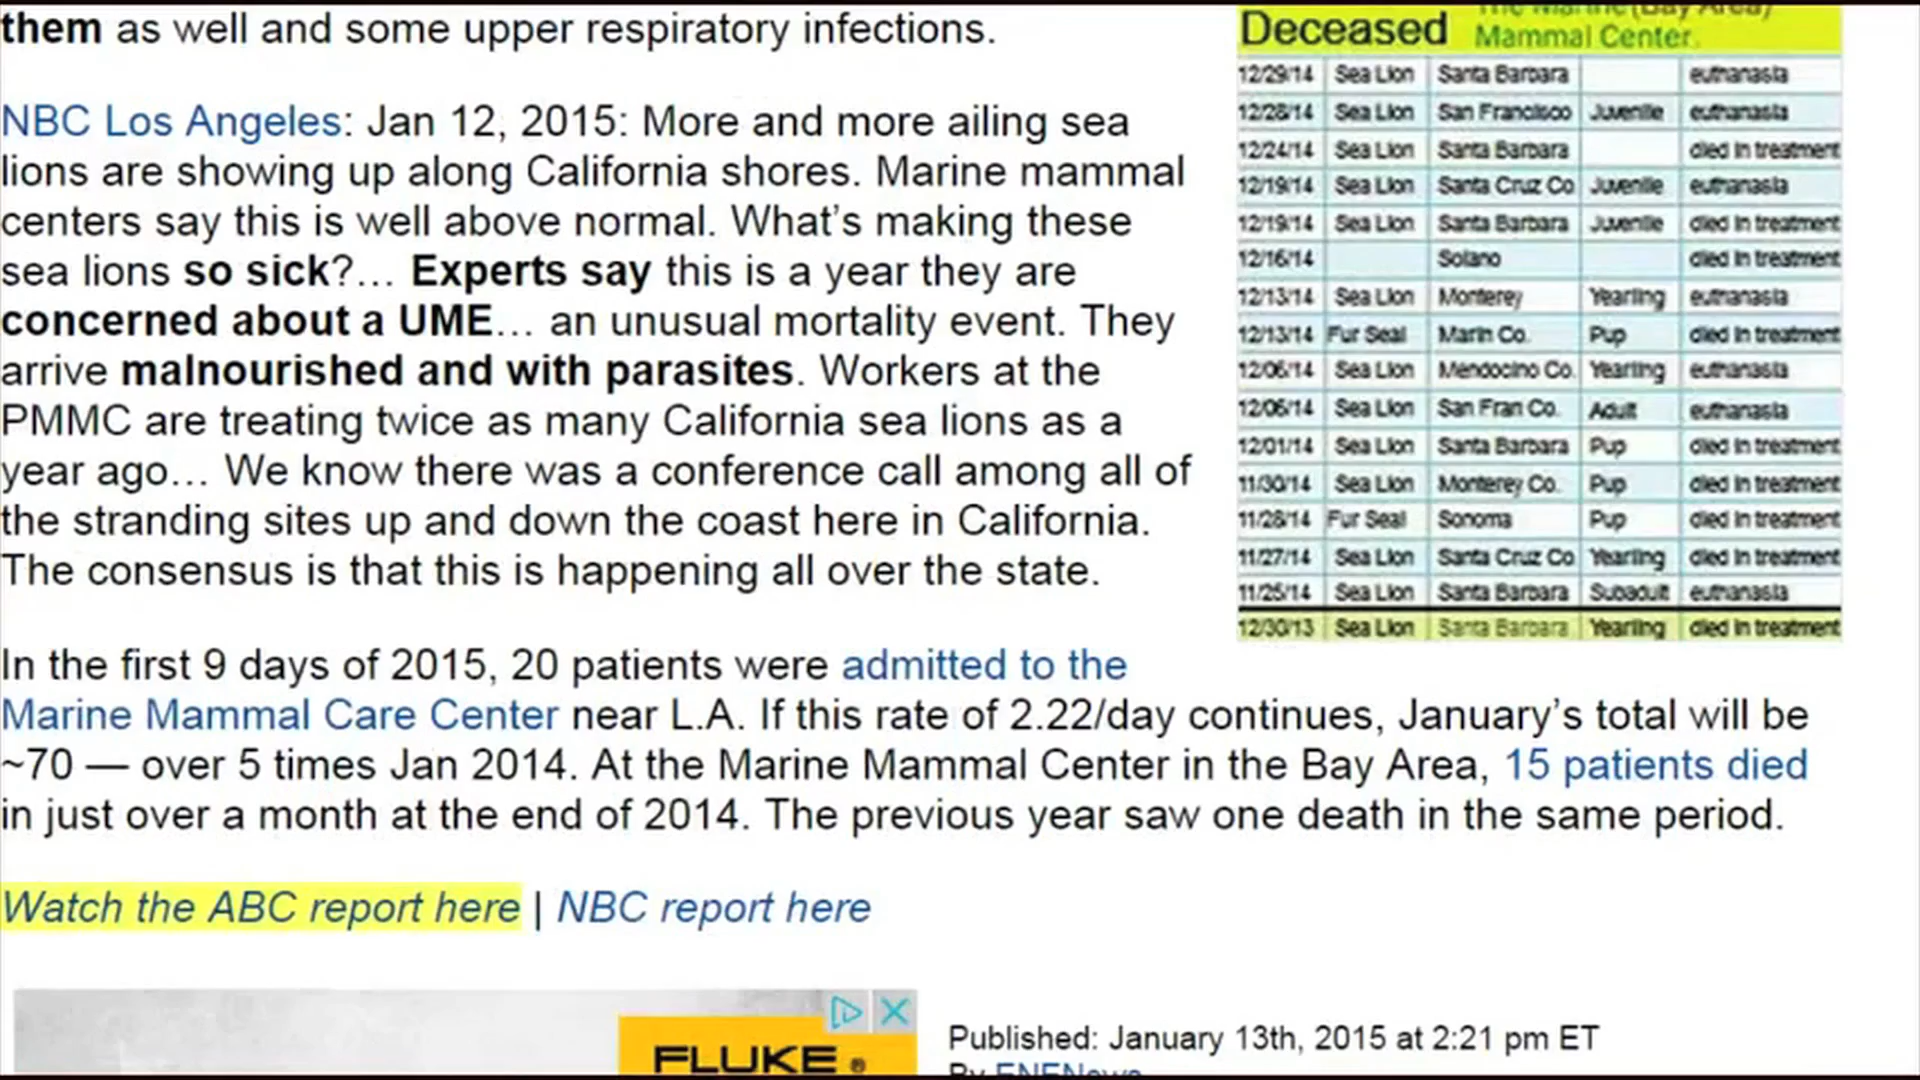 them as well and some upper respiratory infections.
NBC Los Angeles: Jan 12, 2015: More and more ailing sea
lions are showing up along California shores. Marine mammal
centers say this is well above normal. What’s making these
sea lions so sick?… Experts say this is a year they are
concerned about a UME… an unusual mortality event. They
arrive malnourished and with parasites. Workers at the
PMMC are treating twice as many California sea lions as a
year ago… We know there was a conference call among all of
the stranding sites up and down the coast here in California.
The consensus is that this is happening all over the state.
The Marine (Bay Area)
Deceased Mammal Center.
12/29/14 Sea Lion Santa Barbara euthanasia
12/28/14 Sea Lion San Francisco Juvenile euthanasia
12/24/14 Sea Lion Santa Barbara died in treatment
12/19/14 Sea Lion Santa Cruz Co Juvenile euthanasia
12/19/14 Sea Lion Santa Barbara Juvenile died in treatment
12/16/14 Solano died in treatment
12/13/14 Sea Lion Monterey Yearling euthanasia
12/13/14 Fur Seal Marin Co. Pup died in treatment
12/06/14 Sea Lion Mendocino Co. Yearling euthanasia
12/06/14 Sea Lion San Fran Co. Adult euthanasia
12/01/14 Sea Lion Santa Barbara Pup died in treatment
11/30/14 Sea Lion Monterey Co. Pup died in treatment
11/28/14 Fur Seal Sonoma Pup died in treatment
11/27/14 Sea Lion Santa Cruz Co Yearling died in treatment
11/25/14 Sea Lion Santa Barbara Subadult euthanasia
12/30/13 Sea Lion Santa Barbara Yearling died in treatment
In the first 9 days of 2015, 20 patients were admitted to the
Marine Mammal Care Center near L.A. If this rate of 2.22/day continues, January’s total will be
~70 — over 5 times Jan 2014. At the Marine Mammal Center in the Bay Area, 15 patients died
in just over a month at the end of 2014. The previous year saw one death in the same period.
Watch the ABC report here | NBC report here
FLUKE ®
Published: January 13th, 2015 at 2:21 pm ET
By ENENews